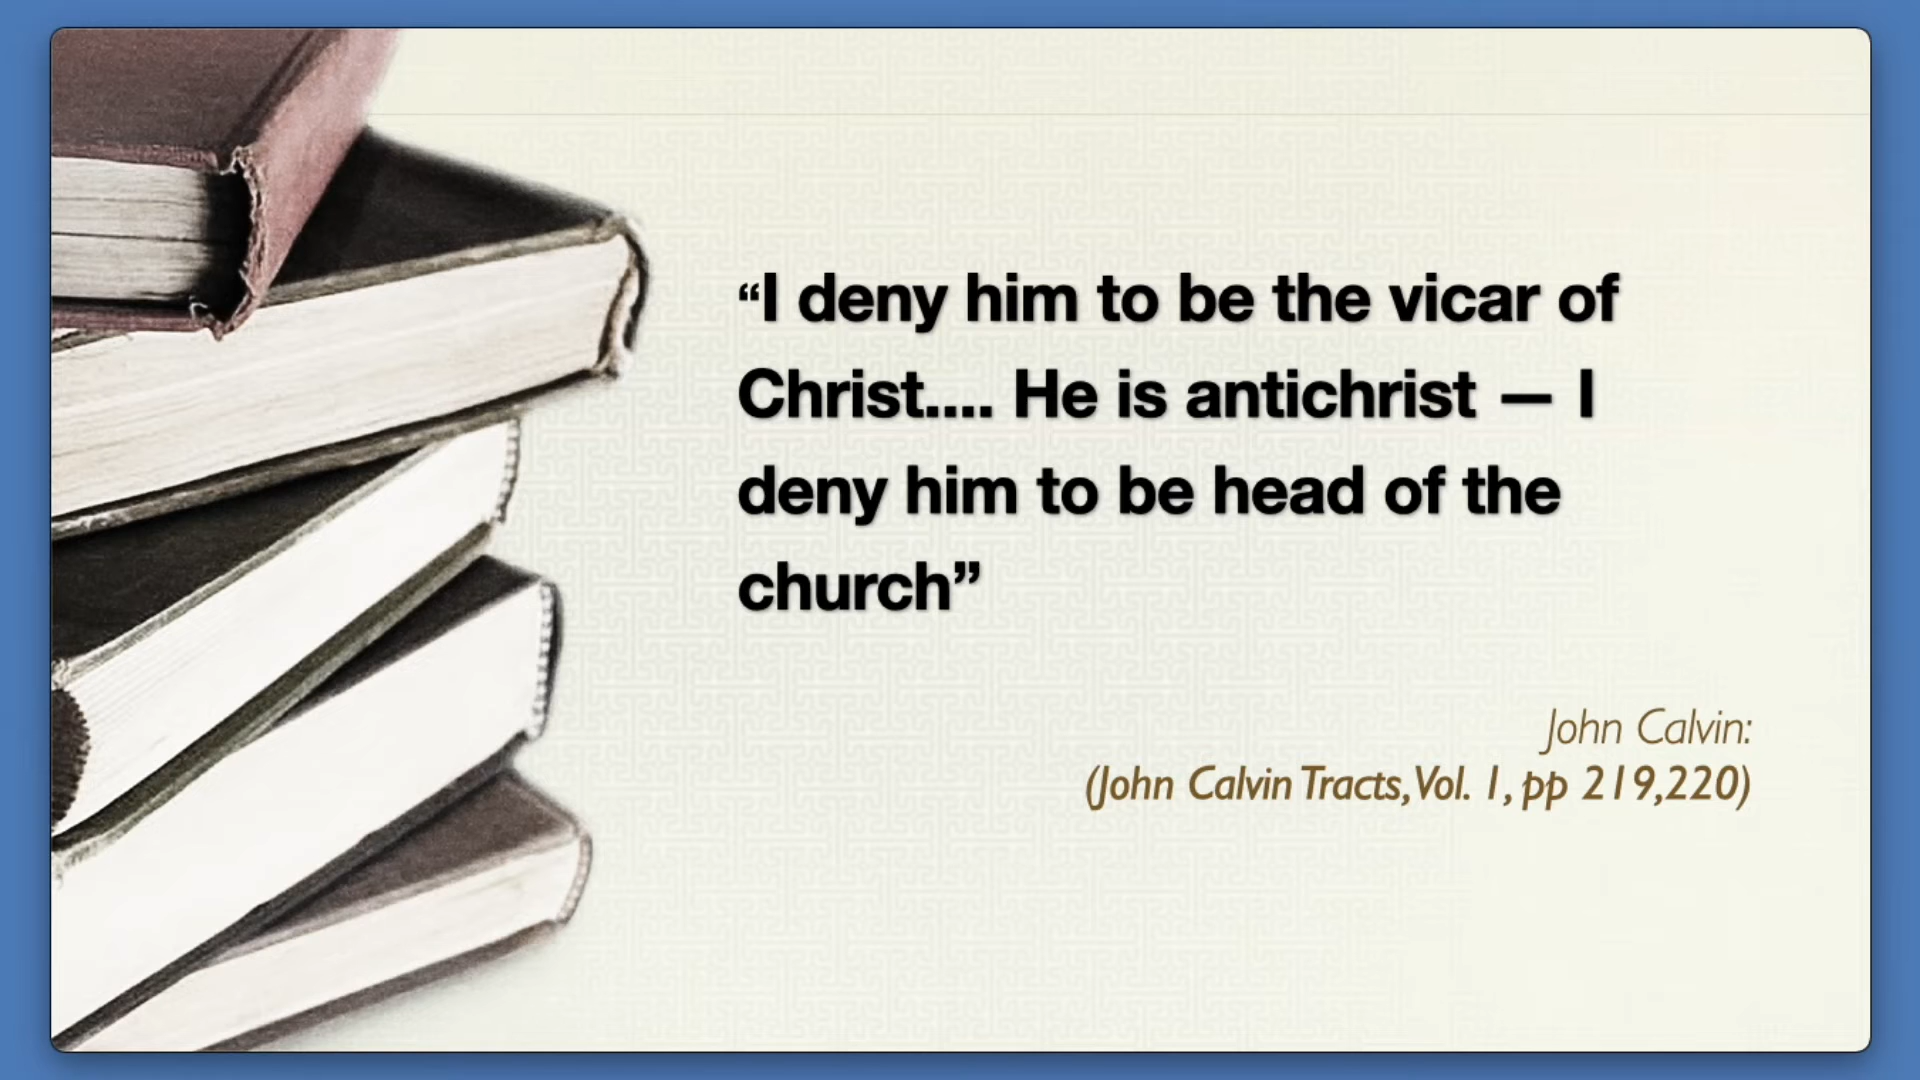 “I deny him to be the vicar of
Christ.... He is antichrist — I
deny him to be head of the
church”
John Calvin:
(John Calvin Tracts, Vol. 1, pp 219,220)